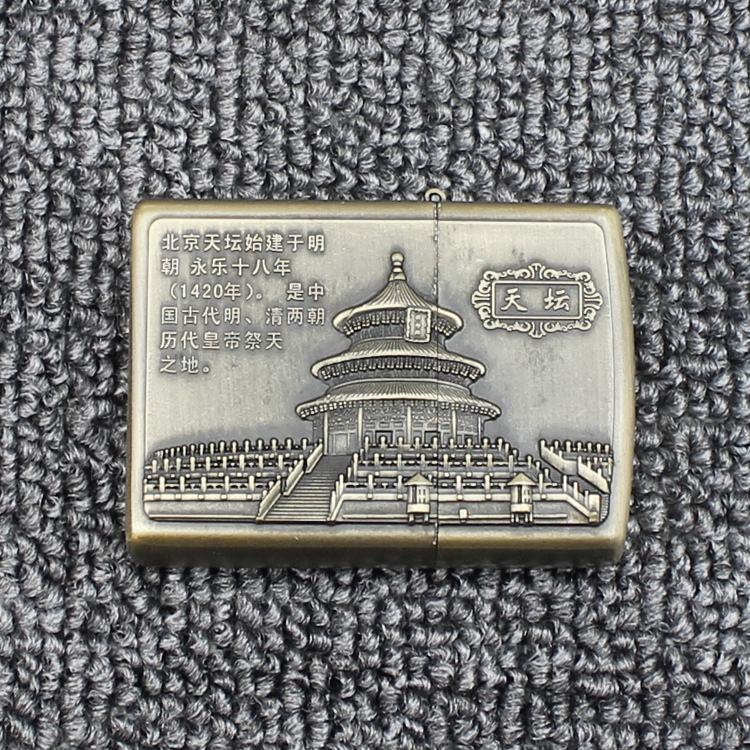 北京天坛始建于明
朝 永乐十八年
(1420年)。 是中
国古代明、清两朝
历代皇帝祭天
之地。
天坛